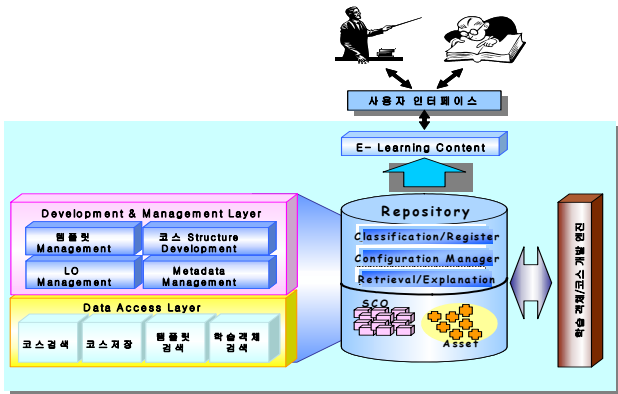 사용자 인터페이스
E- Learning Content
Development & Management Layer
템플릿
Management
코스 Structure
Development
LO
Management
Metadata
Management
Data Access Layer
코스검색
코스저장
템플릿
검색
학습객체
검색
Repository
Classification/Register
Configuration Manager
Retrieval/Explanation
SCO
Asset
학습 객체/코스 개발 엔진